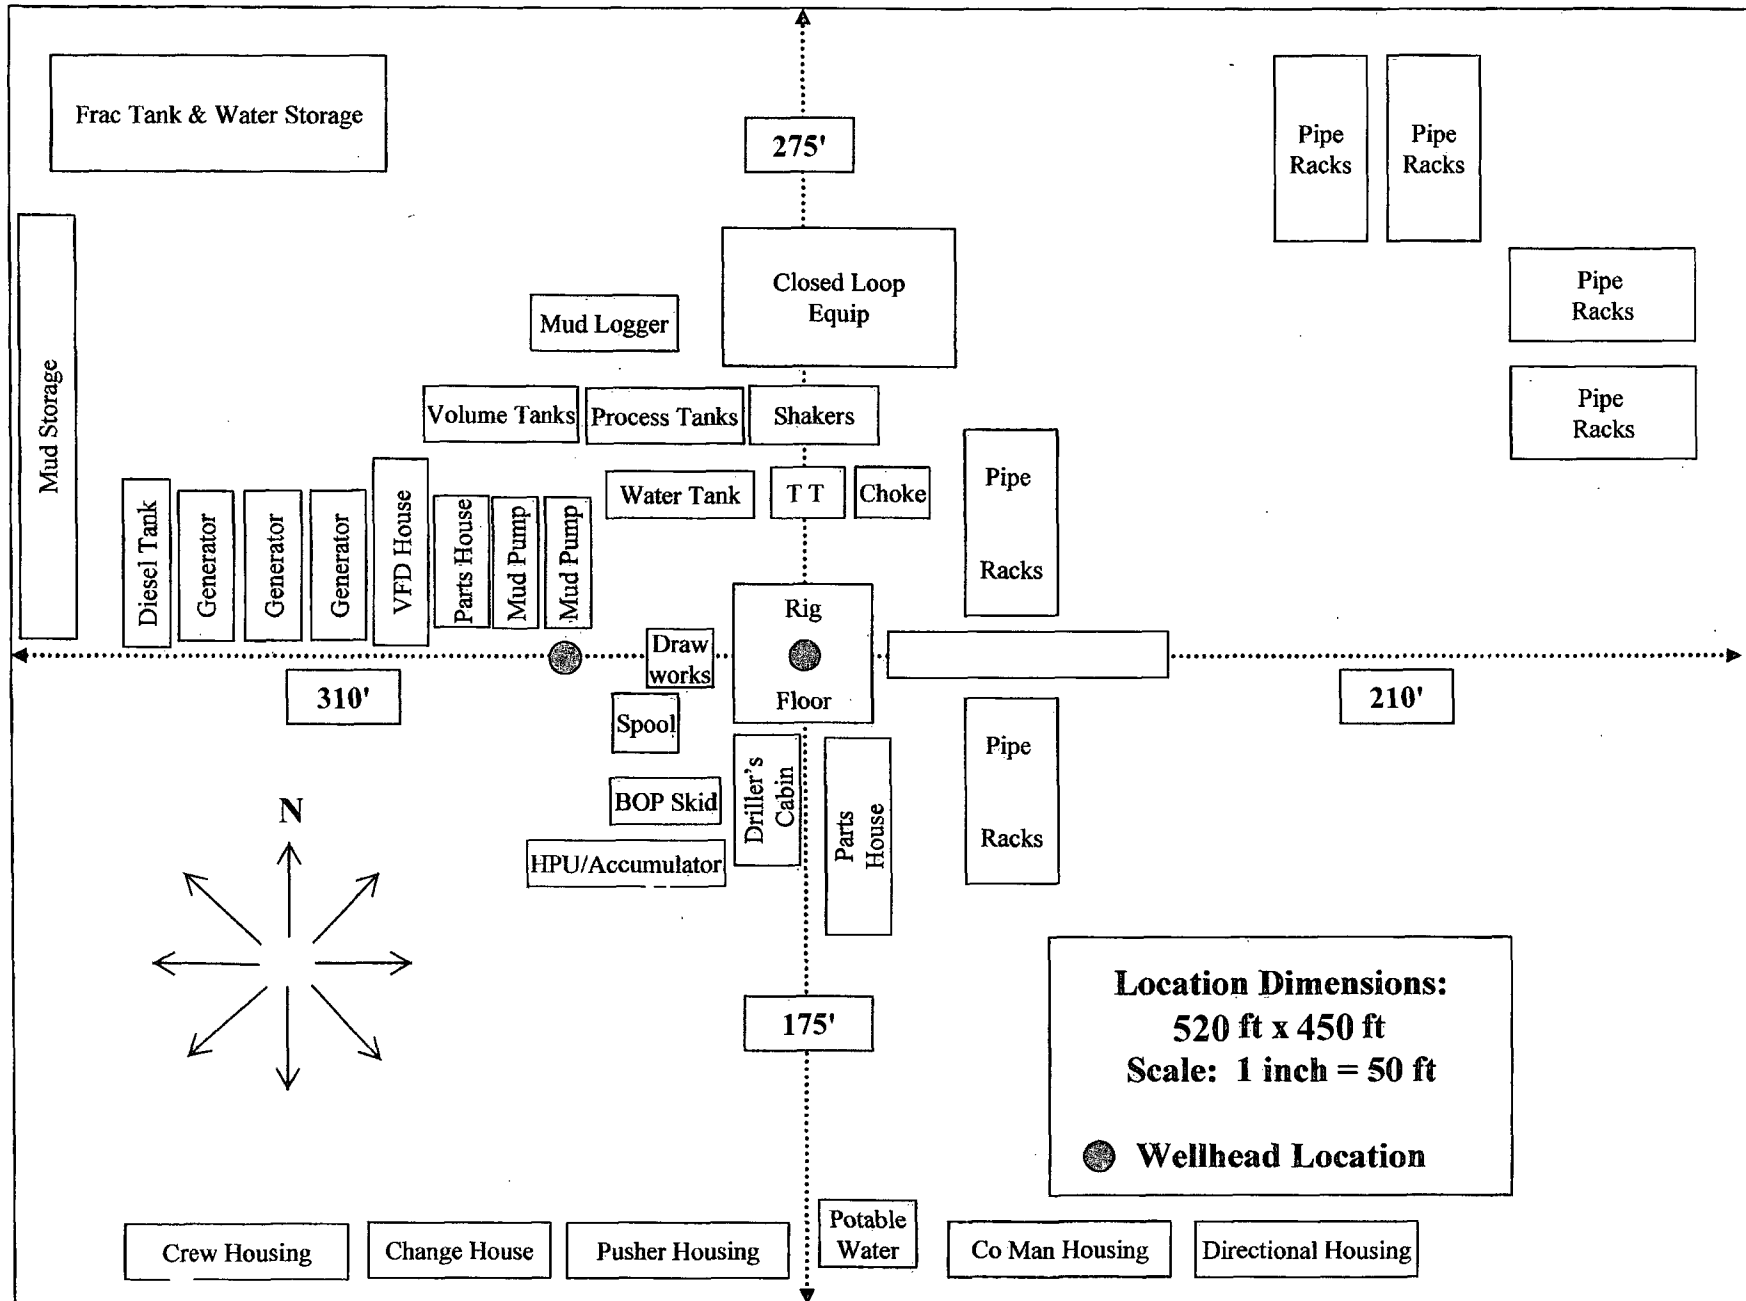 Frac Tank & Water Storage
275'
Pipe
Racks
Pipe
Racks
Closed Loop
Equip
Pipe
Racks
Mud Logger
Mud Storage
Volume Tanks
Process Tanks
Shakers
Pipe
Racks
Water Tank
T T
Choke
Pipe
Racks
Diesel Tank
Generator
Generator
Generator
VFD House
Parts House
Mud Pump
Mud Pump
Rig
Floor
Draw
works
310'
210'
Spool
Driller's
Cabin
Parts
House
Pipe
Racks
BOP Skid
HPU/Accumulator
N
175'
Location Dimensions:
520 ft x 450 ft
Scale: 1 inch = 50 ft
Wellhead Location
Crew Housing
Change House
Pusher Housing
Potable
Water
Co Man Housing
Directional Housing